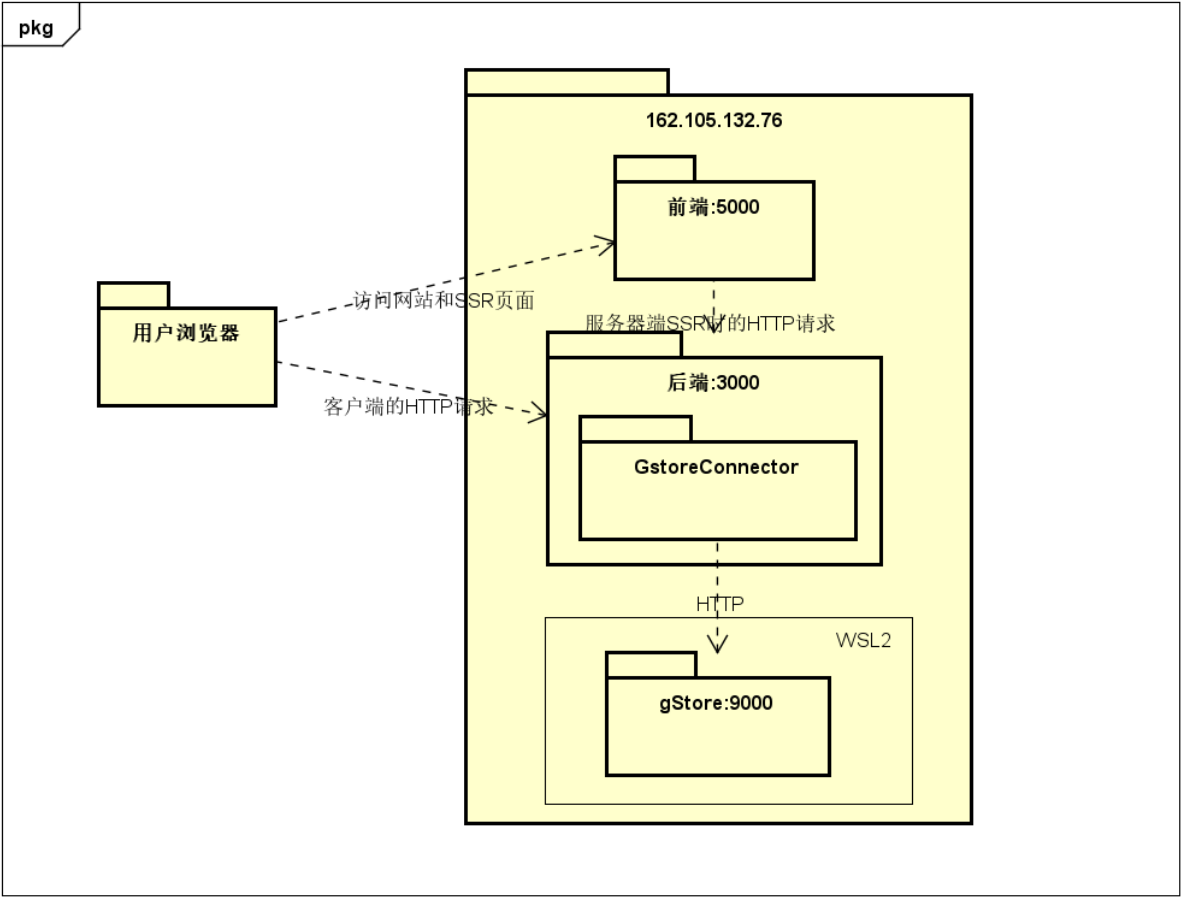 pkg
162.105.132.76
前端:5000
访问网站和SSR页面
用户浏览器
服务器端SSR时的HTTP请求
后端:3000
客户端的HTTP请求
GstoreConnector
HTTP
WSL2
gStore:9000